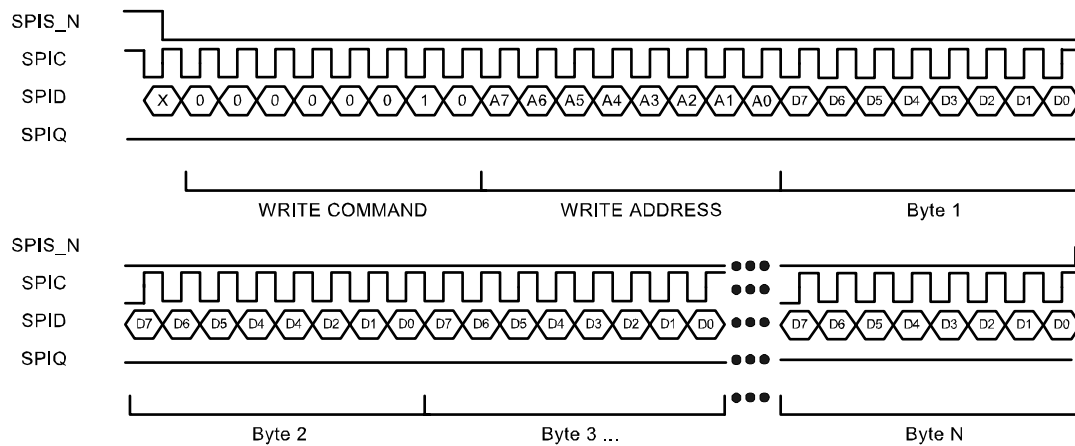 SPIS_N
SPIC
SPID X 0 0 0 0 0 0 1 0 A7 A6 A5 A4 A3 A2 A1 A0 D7 D6 D5 D4 D3 D2 D1 D0
SPIQ
WRITE COMMAND WRITE ADDRESS Byte 1
SPIS_N
SPIC
SPID D7 D6 D5 D4 D4 D2 D1 D0 D7 D6 D5 D4 D3 D2 D1 D0 D7 D6 D5 D4 D3 D2 D1 D0
SPIQ
Byte 2 Byte 3 ... Byte N